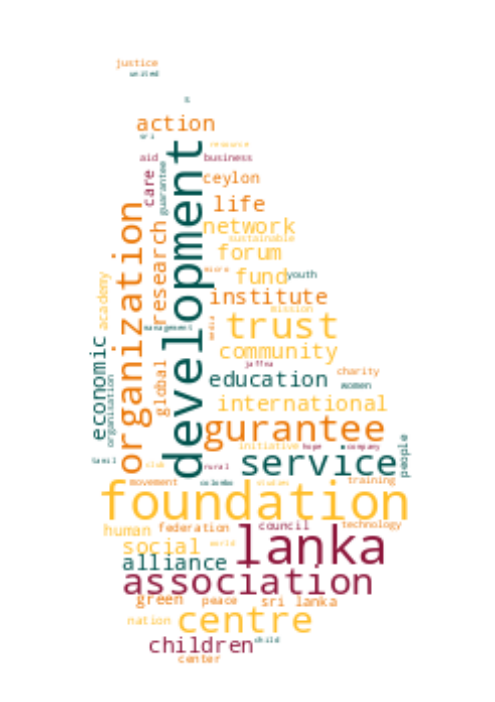 justice
united
s
action
sri
resource
aid
business
care
guarantee
ceylon
development
life
organization
research
network
sustainable
forum
micro
fund
youth
academy
institute
mission
media
trust
management
economic
community
jaffna
global
charity
education
women
organisation
international
gurantee
people
initiative
hope
company
tamil
club
rural
service
movement
colombo
studies
training
foundation
human
federation
council
technology
lanka
social
world
alliance
association
green
peace
sri lanka
nation
centre
children
child
center